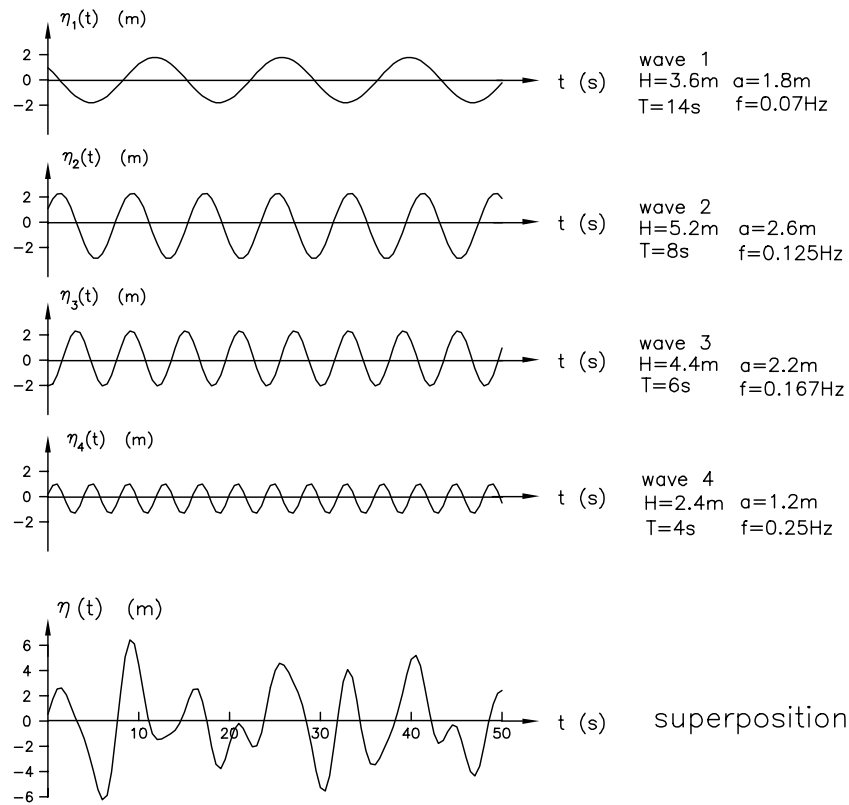 η₁(t) (m)
2
0
−2
t (s)
wave 1
H=3.6m a=1.8m
T=14s f=0.07Hz
η₂(t) (m)
2
0
−2
t (s)
wave 2
H=5.2m a=2.6m
T=8s f=0.125Hz
η₃(t) (m)
2
0
−2
t (s)
wave 3
H=4.4m a=2.2m
T=6s f=0.167Hz
η₄(t) (m)
2
0
−2
t (s)
wave 4
H=2.4m a=1.2m
T=4s f=0.25Hz
η (t) (m)
6
4
2
0
−2
−4
−6
10 20 30 40 50
t (s)
superposition